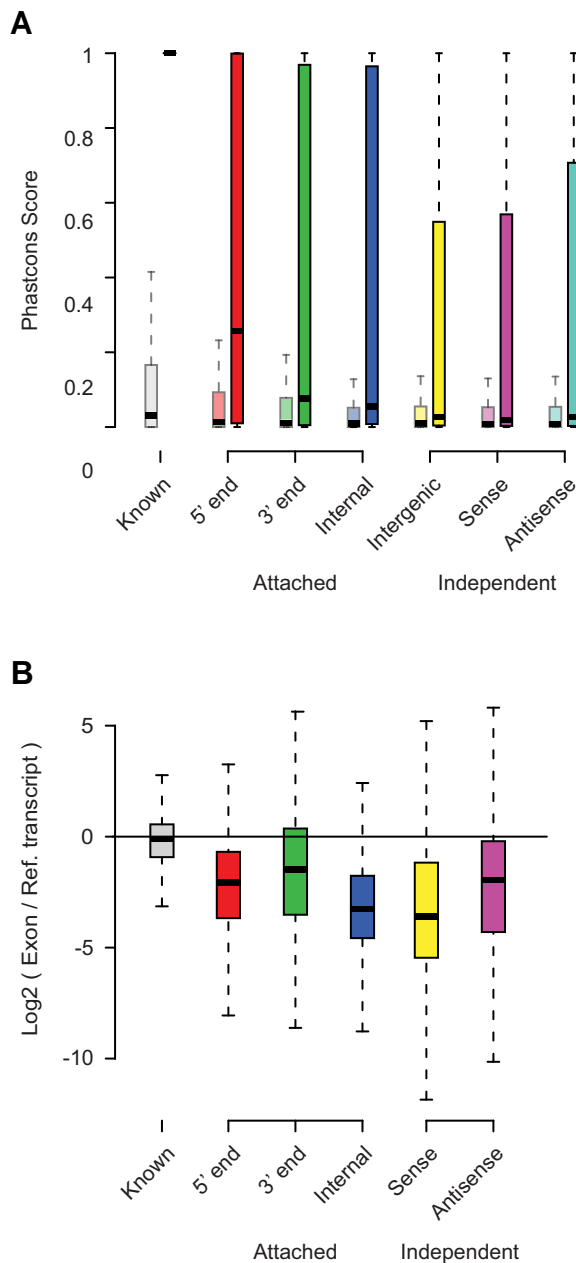 A
Phastcons Score
1
0.8
0.6
0.4
0.2
0
Known
5' end
3' end
Internal
Intergenic
Sense
Antisense
Attached
Independent
B
Log2 ( Exon / Ref. transcript )
5
0
-5
-10
Known
5' end
3' end
Internal
Sense
Antisense
Attached
Independent